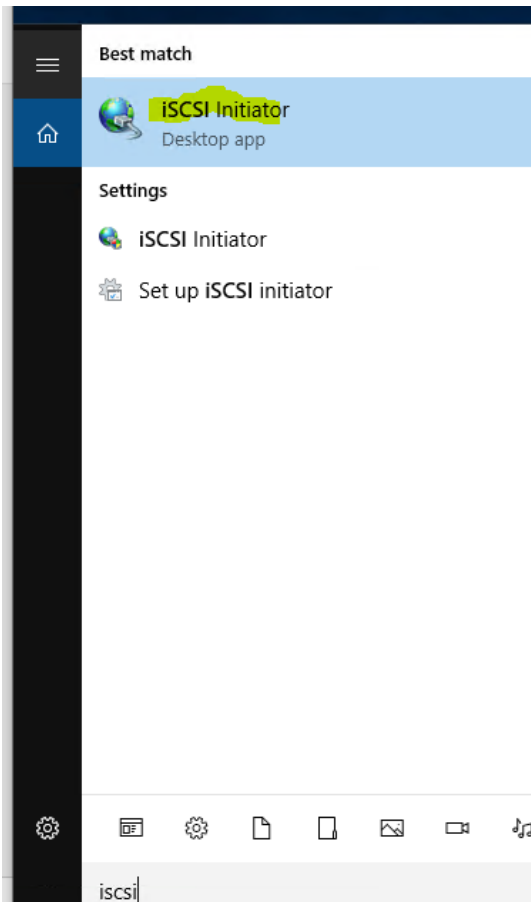 Best match
iSCSI Initiator
Desktop app
Settings
iSCSI Initiator
Set up iSCSI initiator
iscsi